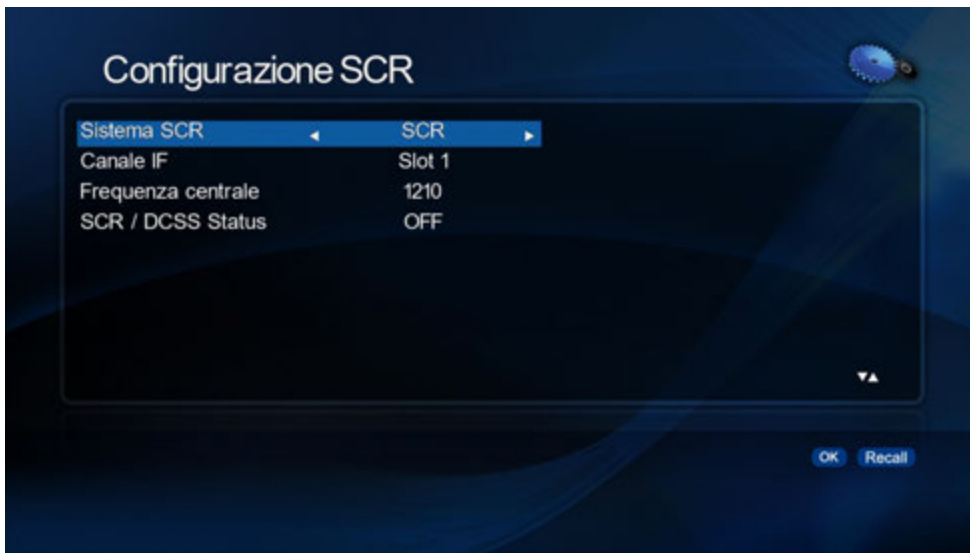 Configurazione SCR
Sistema SCR ◄ SCR ►
Canale IF Slot 1
Frequenza centrale 1210
SCR / DCSS Status OFF
▼▲
OK Recall